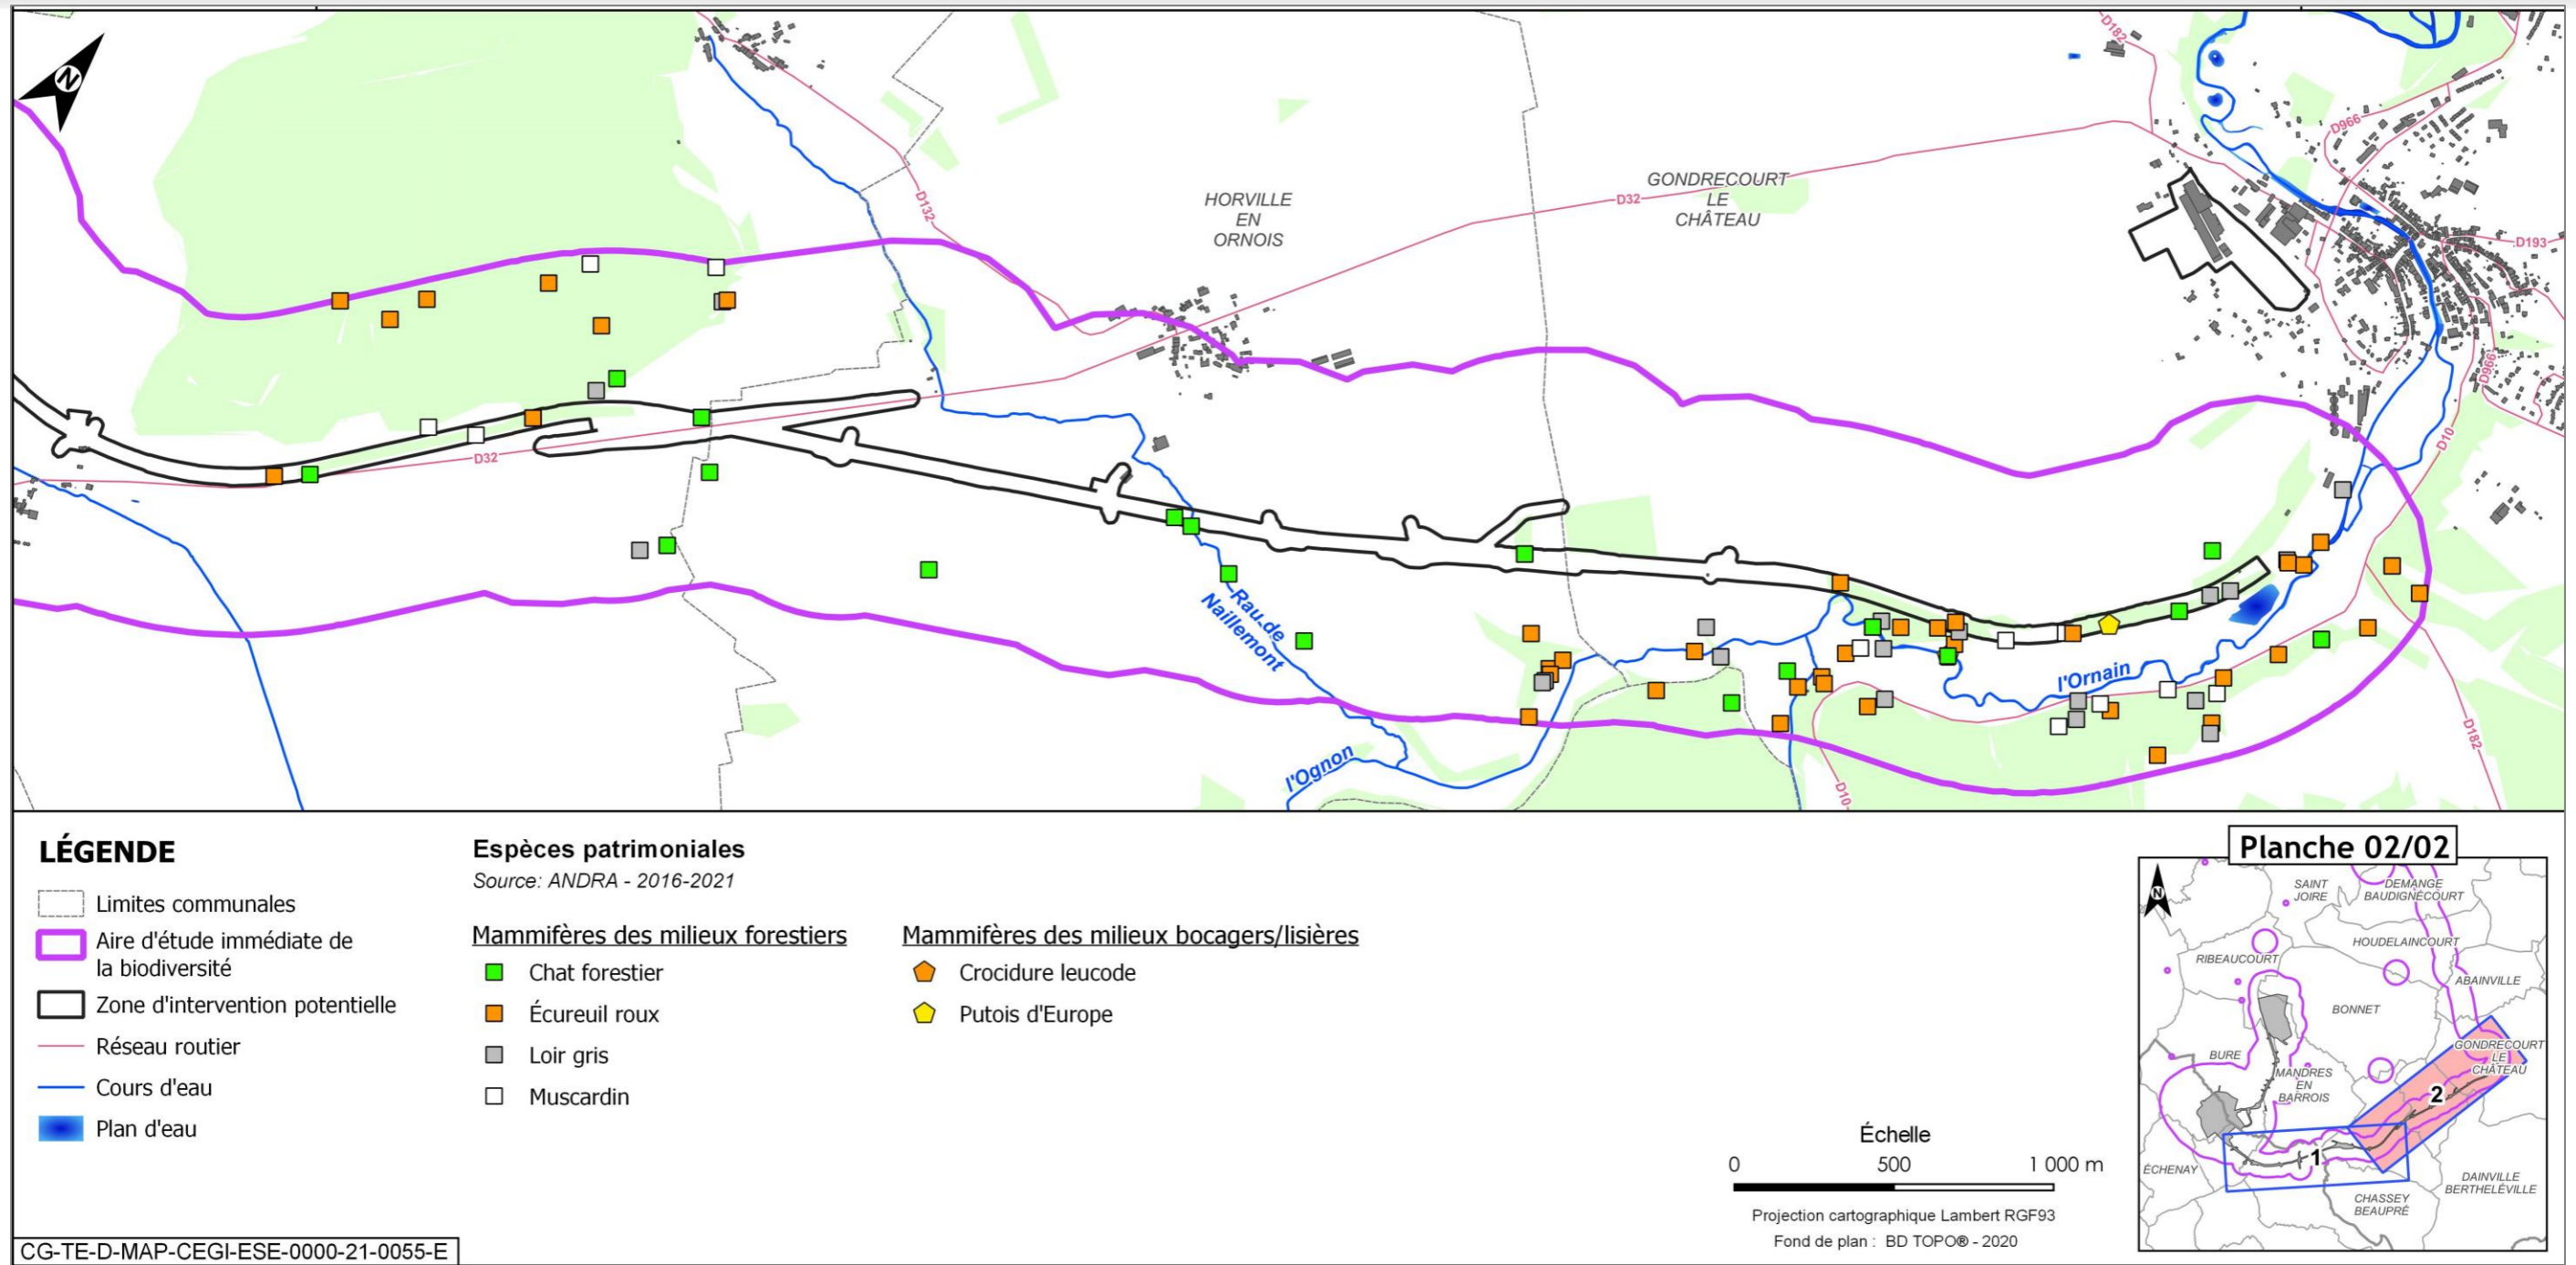 N
D182
D966
D132
HORVILLE
EN
ORNOIS
GONDRECOURT
LE
CHÂTEAU
D32
D193
D966
D10
D32
Rau de
Naillemont
l'Ornain
l'Ognon
D10
D182
LÉGENDE
Limites communales
Aire d'étude immédiate de
la biodiversité
Zone d'intervention potentielle
Réseau routier
Cours d'eau
Plan d'eau
Espèces patrimoniales
Source: ANDRA - 2016-2021
Mammifères des milieux forestiers
Chat forestier
Écureuil roux
Loir gris
Muscardin
Mammifères des milieux bocagers/lisières
Crocidure leucode
Putois d'Europe
Échelle
0 500 1 000 m
Projection cartographique Lambert RGF93
Fond de plan : BD TOPO® - 2020
Planche 02/02
N
SAINT
JOIRE
DEMANGE
BAUDIGNÉCOURT
HOUDELAINCOURT
RIBEAUCOURT
ABAINVILLE
BONNET
GONDRECOURT
LE
CHÂTEAU
BURE
MANDRES
EN
BARROIS
2
1
ÉCHENAY
DAINVILLE
BERTHELÉVILLE
CHASSEY
BEAUPRÉ
CG-TE-D-MAP-CEGI-ESE-0000-21-0055-E